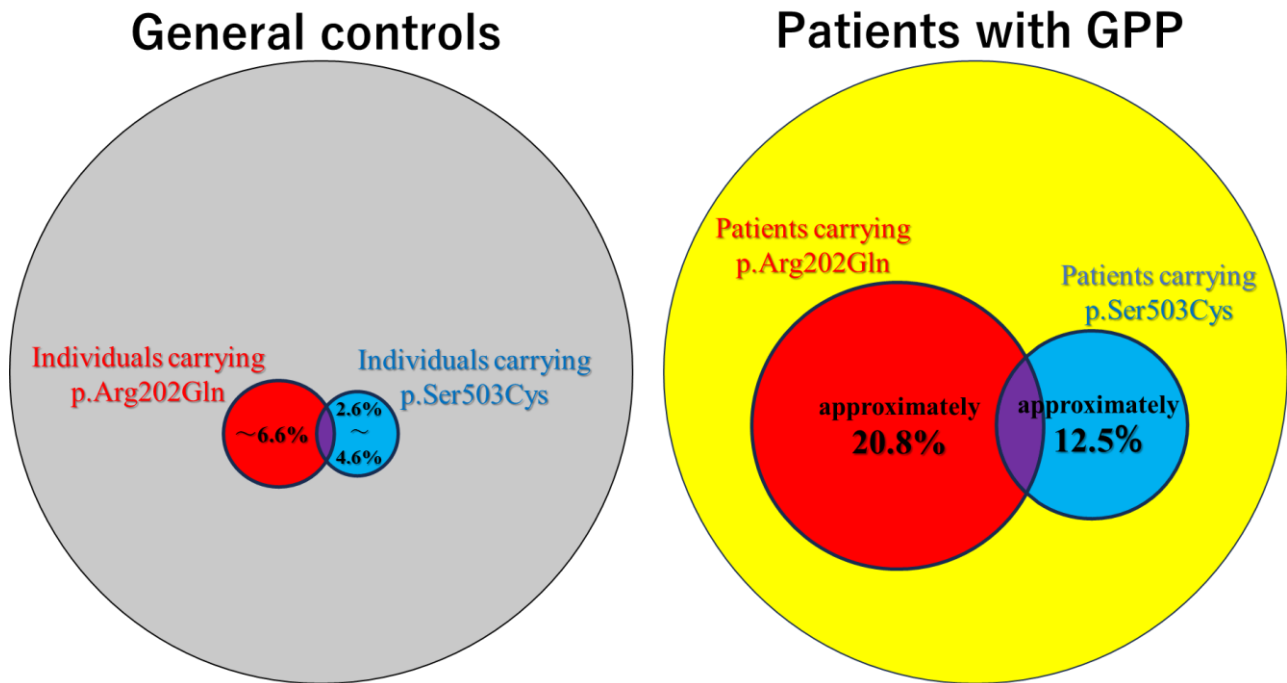 General controls
Individuals carrying
p.Arg202Gln
Individuals carrying
p.Ser503Cys
～6.6%
2.6%
～
4.6%
Patients with GPP
Patients carrying
p.Arg202Gln
Patients carrying
p.Ser503Cys
approximately
20.8%
approximately
12.5%